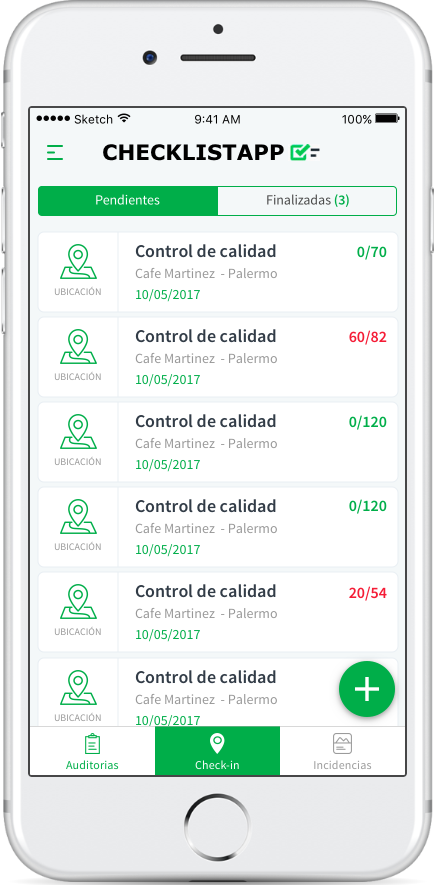 Sketch 9:41 AM 100%
CHECKLISTAPP
Pendientes Finalizadas (3)
Control de calidad 0/70
Cafe Martinez - Palermo
UBICACIÓN 10/05/2017
Control de calidad 60/82
Cafe Martinez - Palermo
UBICACIÓN 10/05/2017
Control de calidad 0/120
Cafe Martinez - Palermo
UBICACIÓN 10/05/2017
Control de calidad 0/120
Cafe Martinez - Palermo
UBICACIÓN 10/05/2017
Control de calidad 20/54
Cafe Martinez - Palermo
UBICACIÓN 10/05/2017
Control de calidad
Cafe Martinez - Palermo
UBICACIÓN 10/05/2017
Auditorias Check-in Incidencias